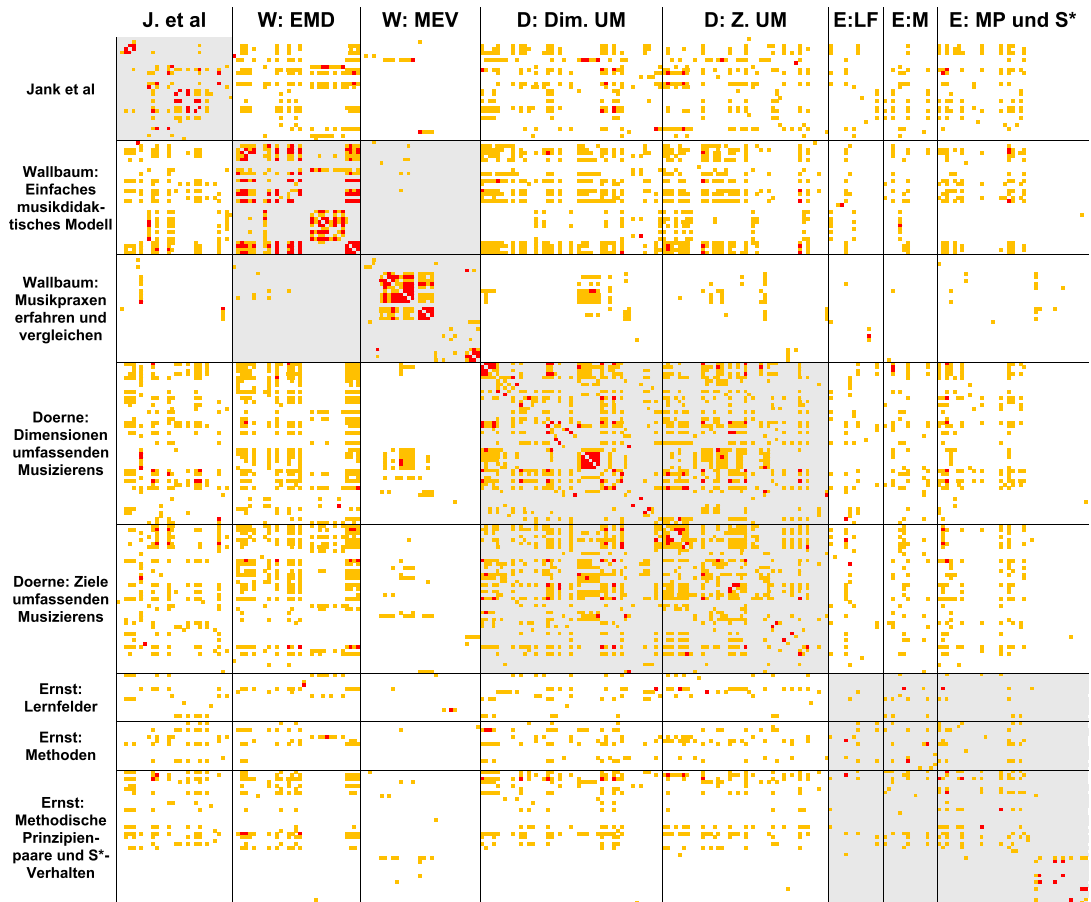 J. et al
W: EMD
W: MEV
D: Dim. UM
D: Z. UM
E:LF
E:M
E: MP und S*
Jank et al
Wallbaum:
Einfaches
musikdidak-
tisches Modell
Wallbaum:
Musikpraxen
erfahren und
vergleichen
Doerne:
Dimensionen
umfassenden
Musizierens
Doerne: Ziele
umfassenden
Musizierens
Ernst:
Lernfelder
Ernst:
Methoden
Ernst:
Methodische
Prinzipien-
paare und S*-
Verhalten